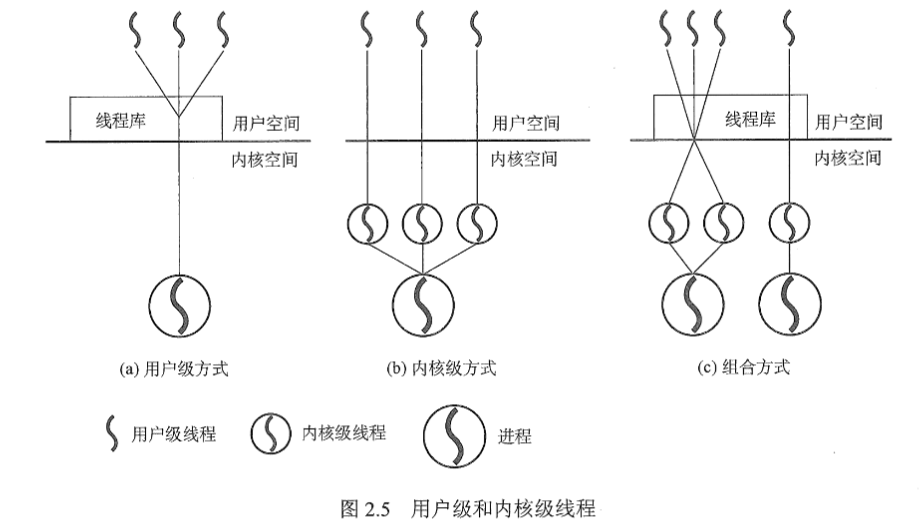 线程库
用户空间
内核空间
用户空间
内核空间
线程库
用户空间
内核空间
(a) 用户级方式
(b) 内核级方式
(c) 组合方式
用户级线程
内核级线程
进程
图 2.5 用户级和内核级线程